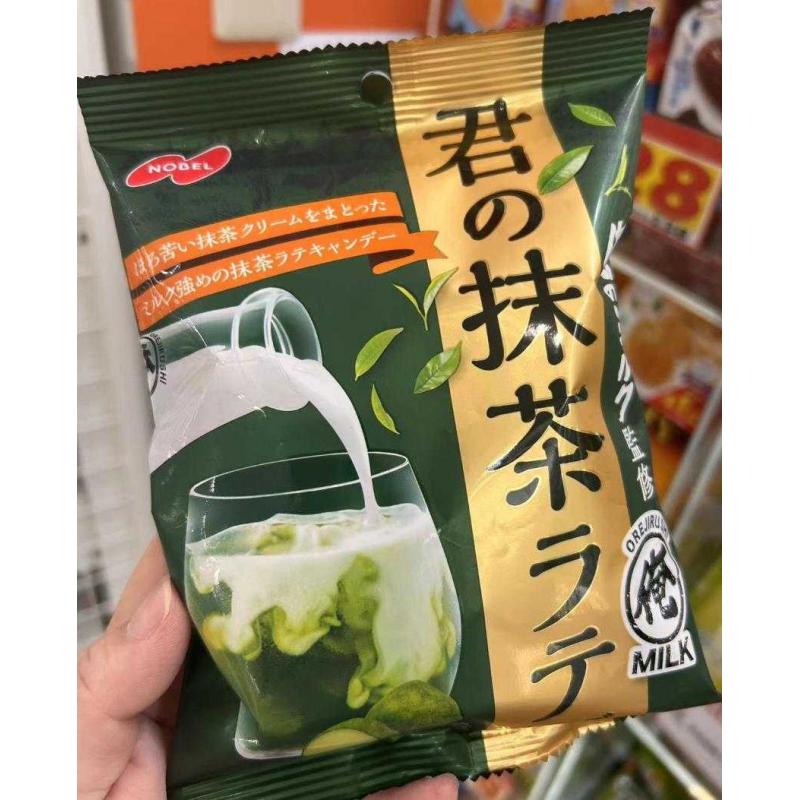 NOBEL
ほろ苦い抹茶クリームをまとった
ミルク強めの抹茶ラテキャンデー
君の抹茶ラテ
監修
OREJIRUSHI
俺
MILK
OREJIRUSHI
28